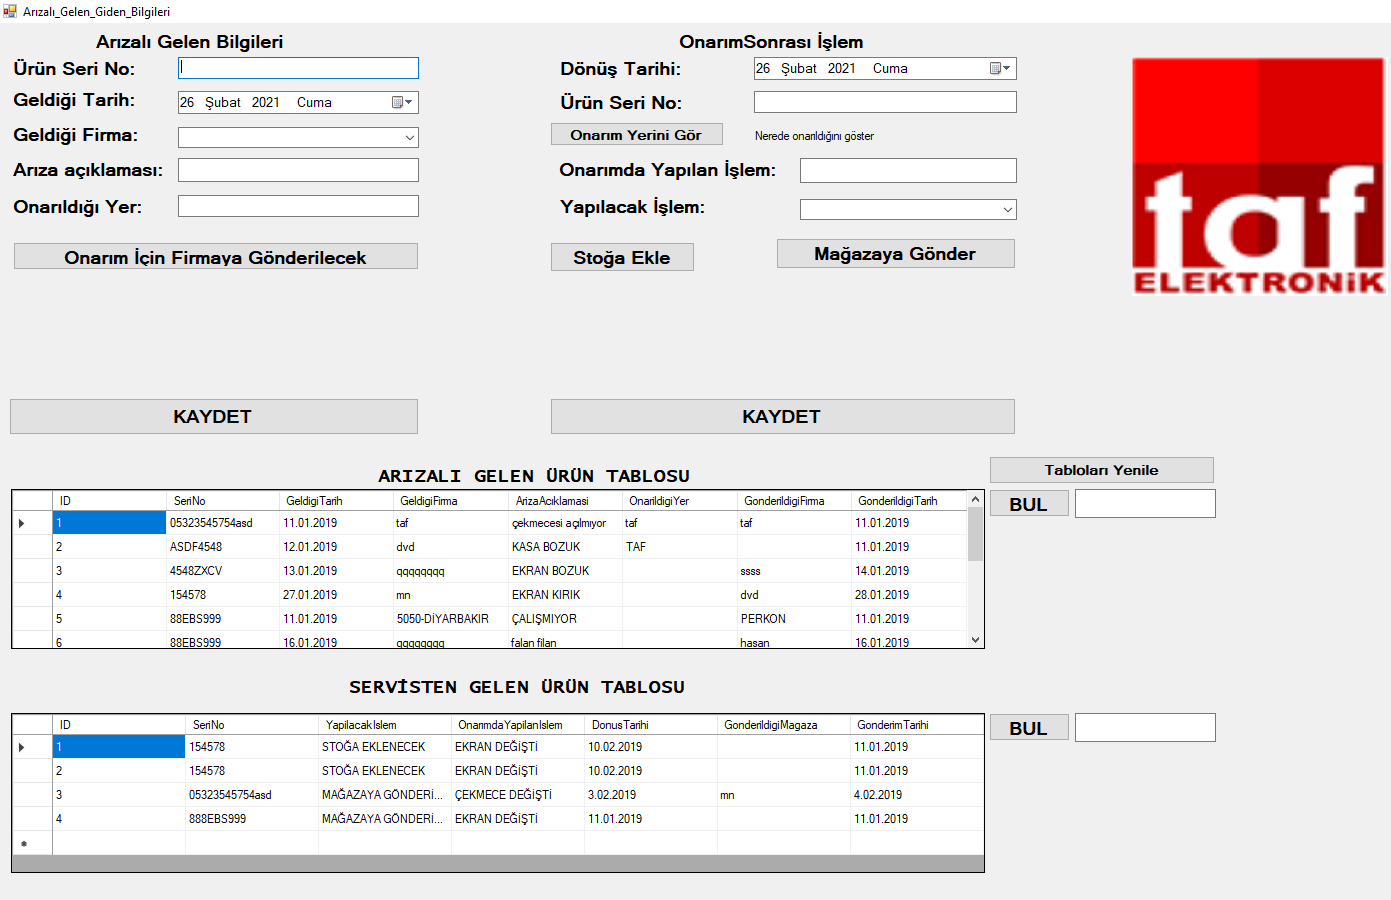 Arızalı_Gelen_Giden_Bilgileri
Arızalı Gelen Bilgileri
Ürün Seri No:
Geldiği Tarih: 26 Şubat 2021 Cuma
Geldiği Firma:
Arıza açıklaması:
Onarıldığı Yer:
Onarım İçin Firmaya Gönderilecek
KAYDET
OnarımSonrası İşlem
Dönüş Tarihi: 26 Şubat 2021 Cuma
Ürün Seri No:
Onarım Yerini Gör Nerede onarıldığını göster
Onarımda Yapılan İşlem:
Yapılacak İşlem:
Stoğa Ekle Mağazaya Gönder
KAYDET
taf
ELEKTRONİK
ARIZALI GELEN ÜRÜN TABLOSU
Tabloları Yenile
BUL
ID SeriNo GeldigiTarih GeldigiFirma ArizaAcıklamasi OnarildigiYer GonderildigiFirma GonderildigiTarih
1 05323545754asd 11.01.2019 taf çekmecesi açılmıyor taf taf 11.01.2019
2 ASDF4548 12.01.2019 dvd KASA BOZUK TAF 11.01.2019
3 4548ZXCV 13.01.2019 qqqqqqqq EKRAN BOZUK ssss 14.01.2019
4 154578 27.01.2019 mn EKRAN KIRIK dvd 28.01.2019
5 88EBS999 11.01.2019 5050-DİYARBAKIR ÇALIŞMIYOR PERKON 11.01.2019
6 88EBS999 16.01.2019 qqqqqqqq falan filan hasan 16.01.2019
SERVİSTEN GELEN ÜRÜN TABLOSU
BUL
ID SeriNo YapilacakIslem OnarımdaYapilanIslem DonusTarihi GonderildigiMagaza GonderimTarihi
1 154578 STOĞA EKLENECEK EKRAN DEĞİŞTİ 10.02.2019 11.01.2019
2 154578 STOĞA EKLENECEK EKRAN DEĞİŞTİ 10.02.2019 11.01.2019
3 05323545754asd MAĞAZAYA GÖNDERİ... ÇEKMECE DEĞİŞTİ 3.02.2019 mn 4.02.2019
4 888EBS999 MAĞAZAYA GÖNDERİ... EKRAN DEĞİŞTİ 11.01.2019 11.01.2019